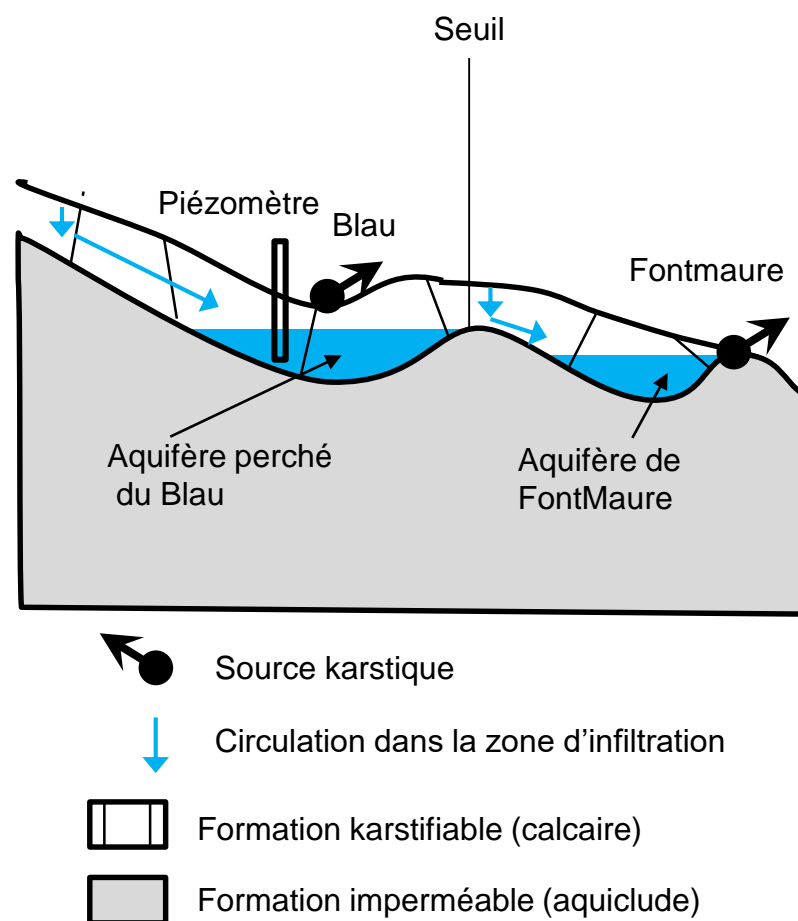 Seuil
Piézomètre
Blau
Fontmaure
Aquifère perché
du Blau
Aquifère de
FontMaure
Source karstique
Circulation dans la zone d'infiltration
Formation karstifiable (calcaire)
Formation imperméable (aquiclude)